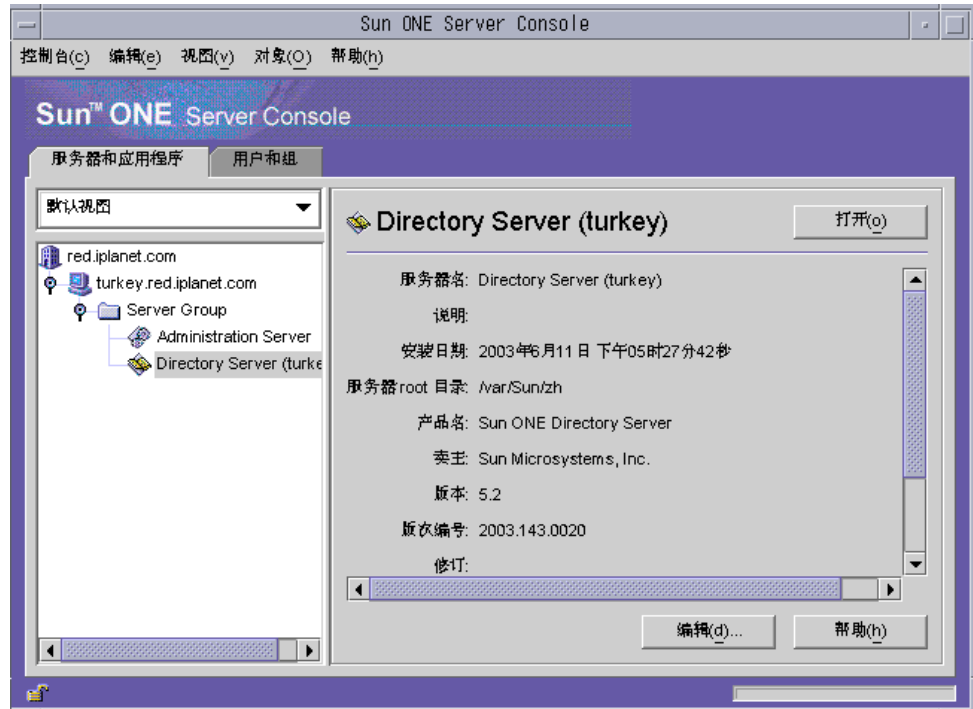 Sun ONE Server Console
控制台(c) 编辑(e) 视图(v) 对象(O) 帮助(h)
Sun™ ONE Server Console
服务器和应用程序 用户和组
默认视图
red.iplanet.com
turkey.red.iplanet.com
Server Group
Administration Server
Directory Server (turke
Directory Server (turkey)
打开(o)
服务器名: Directory Server (turkey)
说明:
安装日期: 2003年6月11日 下午05时27分42秒
服务器root 目录: /var/Sun/zh
产品名: Sun ONE Directory Server
卖主: Sun Microsystems, Inc.
版本: 5.2
版次编号: 2003.143.0020
修订:
编辑(d)... 帮助(h)